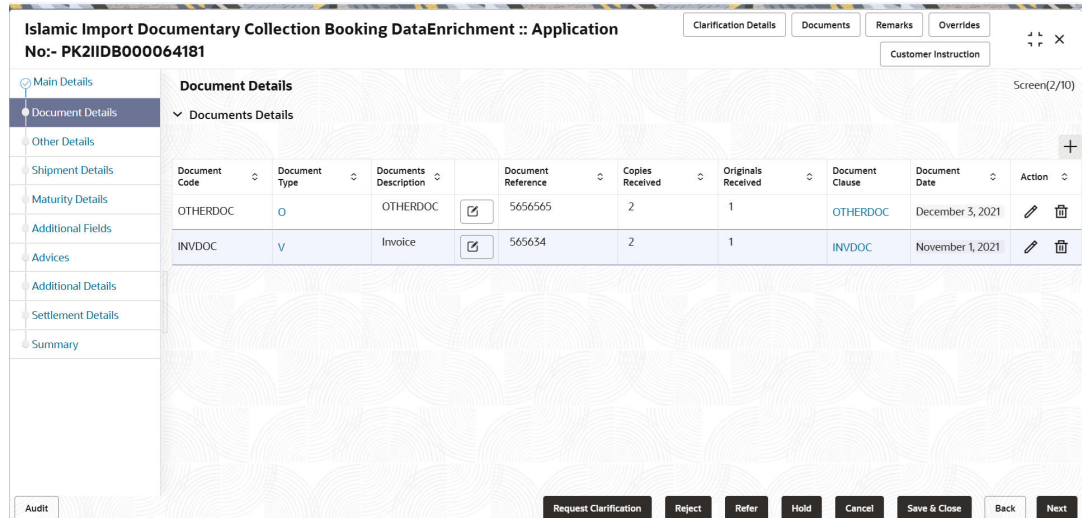 Islamic Import Documentary Collection Booking DataEnrichment :: Application
No:- PK2IIDB000064181
Clarification Details
Documents
Remarks
Overrides
Customer Instruction
Main Details
Document Details
Other Details
Shipment Details
Maturity Details
Additional Fields
Advices
Additional Details
Settlement Details
Summary
Document Details
Screen(2/10)
Documents Details
Document Code Document Type Documents Description Document Reference Copies Received Originals Received Document Clause Document Date Action
OTHERDOC O OTHERDOC 5656565 2 1 OTHERDOC December 3, 2021
INVDOC V Invoice 565634 2 1 INVDOC November 1, 2021
Audit
Request Clarification
Reject
Refer
Hold
Cancel
Save & Close
Back
Next